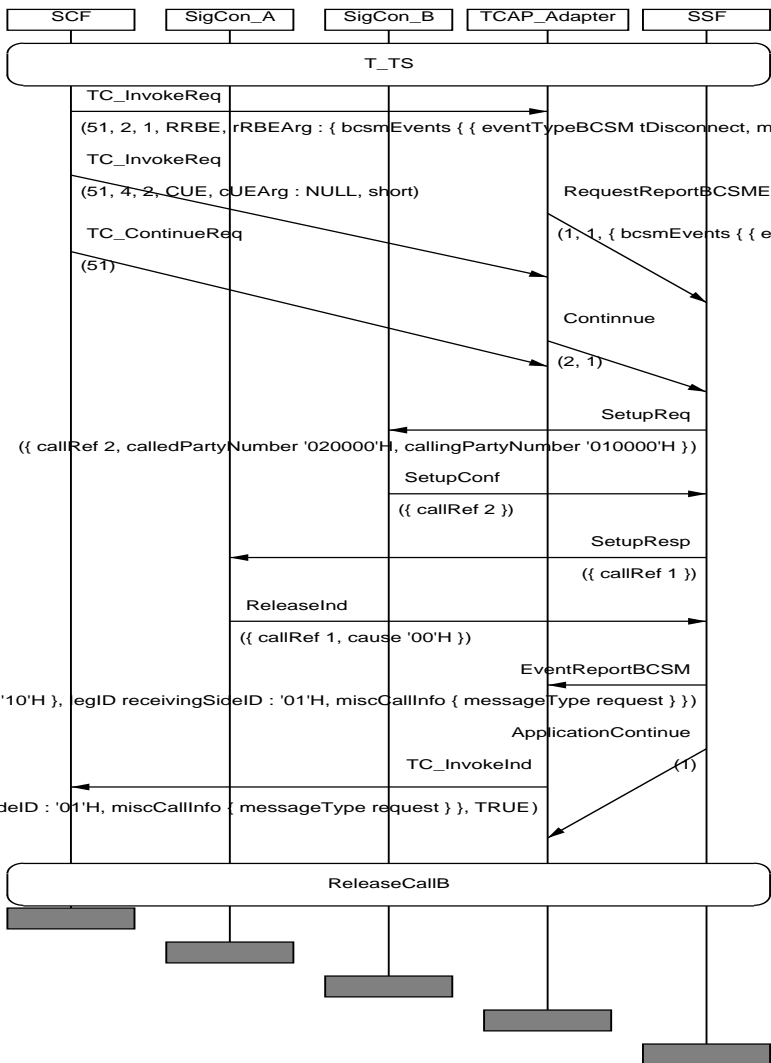 SCF SigCon_A SigCon_B TCAP_Adapter SSF
T_TS
TC_InvokeReq
(51, 2, 1, RRBE, rRBEArg : { bcsmEvents { { eventTypeBCSM tDisconnect, m
TC_InvokeReq
(51, 4, 2, CUE, cUEArg : NULL, short)
RequestReportBCSME
TC_ContinueReq
(1, 1, { bcsmEvents { { e
(51)
Continnue
(2, 1)
SetupReq
({ callRef 2, calledPartyNumber '020000'H, callingPartyNumber '010000'H })
SetupConf
({ callRef 2 })
SetupResp
({ callRef 1 })
ReleaseInd
({ callRef 1, cause '00'H })
EventReportBCSM
'10'H }, legID receivingSideID : '01'H, miscCallInfo { messageType request } })
ApplicationContinue
TC_InvokeInd
(1)
deID : '01'H, miscCallInfo { messageType request } }, TRUE)
ReleaseCallB